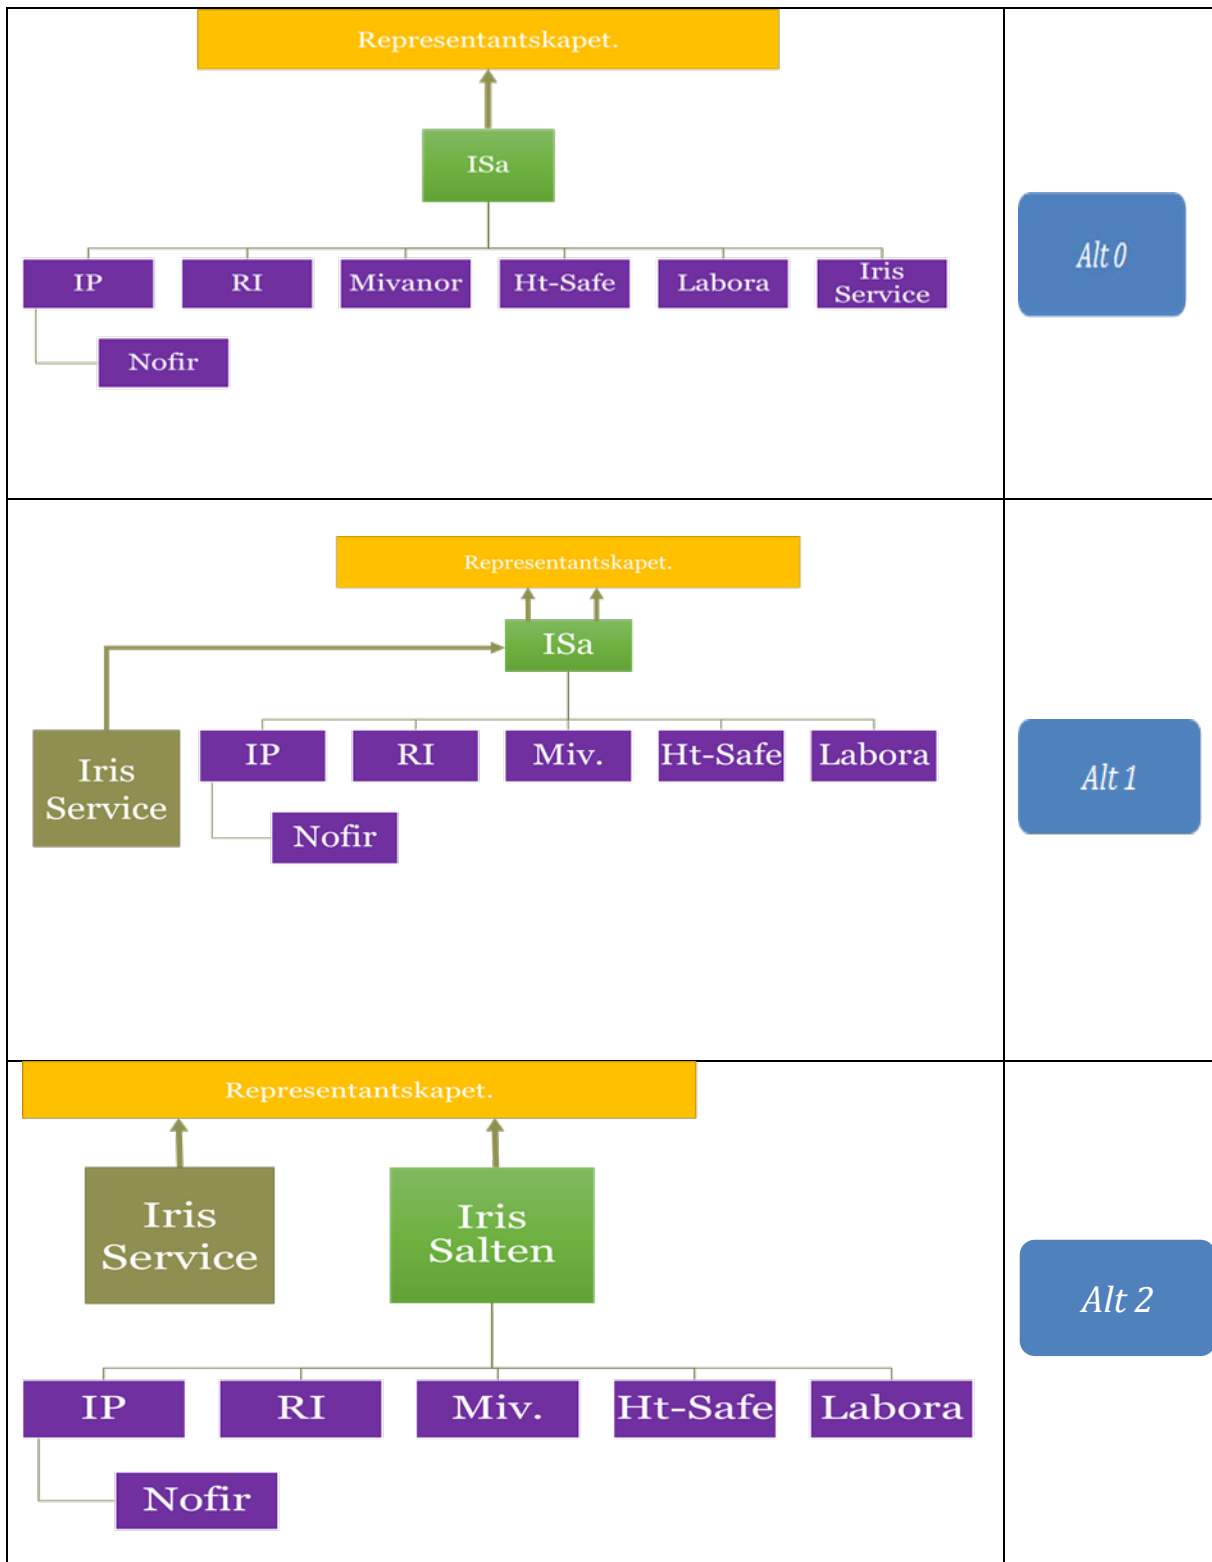 Representantskapet.
ISa
IP
RI
Mivanor
Ht-Safe
Labora
Iris
Service
Nofir
Alt 0
Representantskapet.
ISa
Iris
Service
IP
RI
Miv.
Ht-Safe
Labora
Nofir
Alt 1
Representantskapet.
Iris
Service
Iris
Salten
IP
RI
Miv.
Ht-Safe
Labora
Nofir
Alt 2